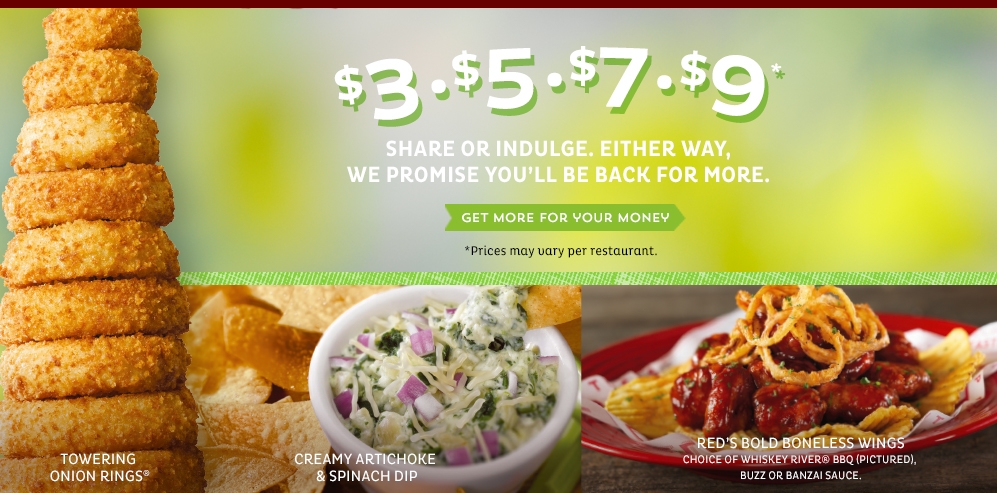 $3·$5·$7·$9*
SHARE OR INDULGE. EITHER WAY,
WE PROMISE YOU'LL BE BACK FOR MORE.
GET MORE FOR YOUR MONEY
*Prices may vary per restaurant.
TOWERING
ONION RINGS®
CREAMY ARTICHOKE
& SPINACH DIP
RED'S BOLD BONELESS WINGS
CHOICE OF WHISKEY RIVER® BBQ (PICTURED),
BUZZ OR BANZAI SAUCE.